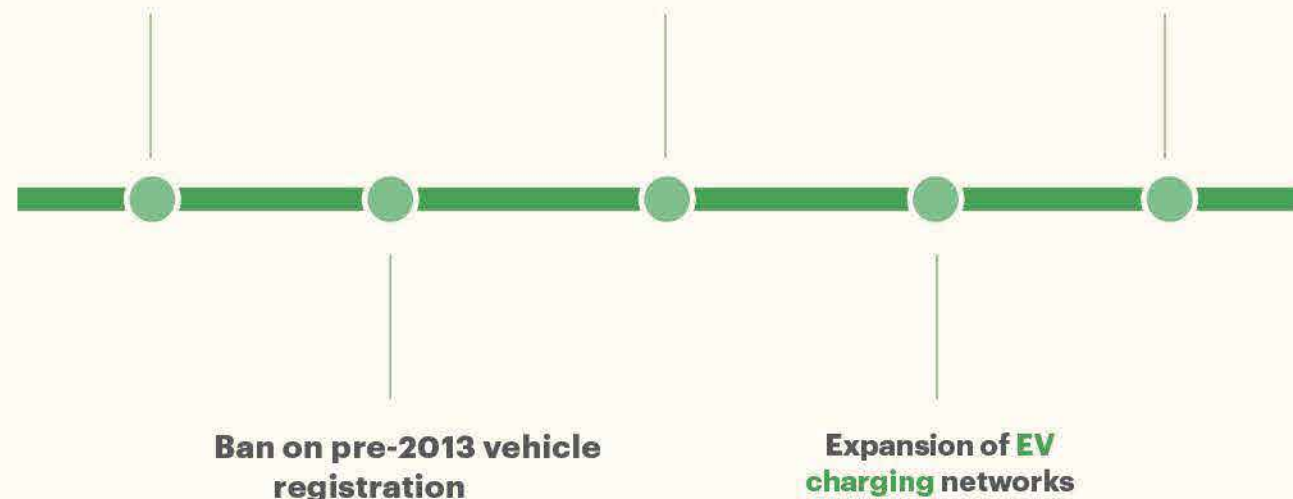 Ban on pre-2013 vehicle
registration
Expansion of EV
charging networks